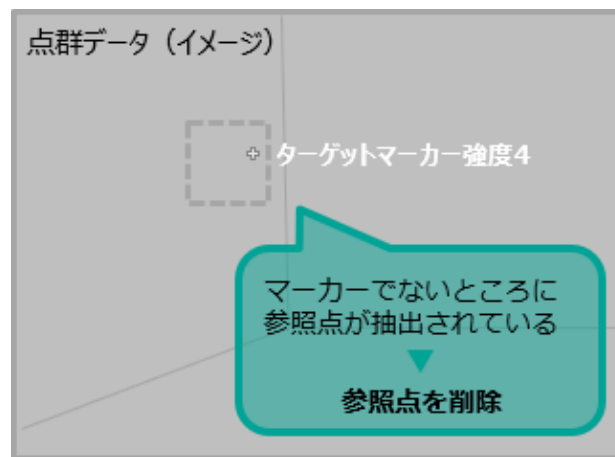 点群データ（イメージ）
ターゲットマーカー強度4
マーカーでないところに
参照点が抽出されている
▼
参照点を削除